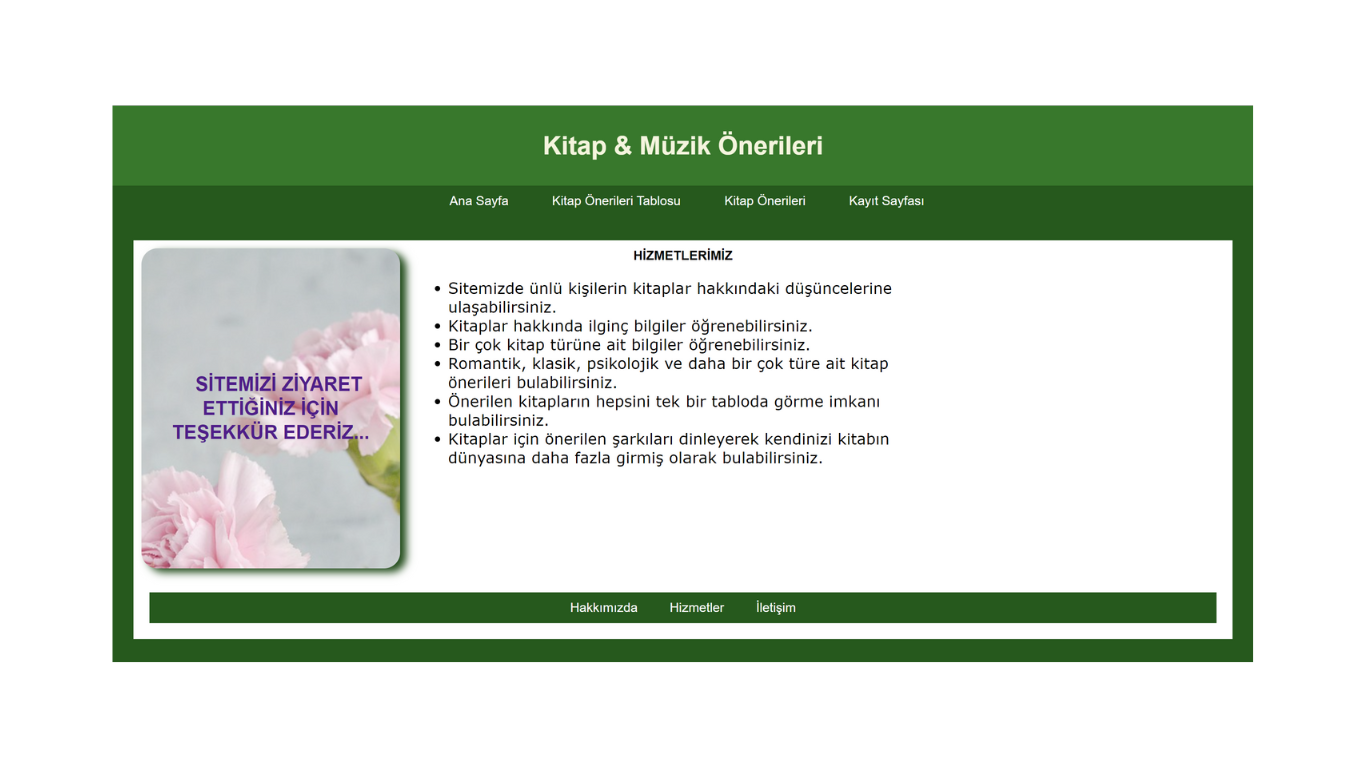 Kitap & Müzik Önerileri
Ana Sayfa Kitap Önerileri Tablosu Kitap Önerileri Kayıt Sayfası
SİTEMİZİ ZİYARET
ETTİĞİNİZ İÇİN
TEŞEKKÜR EDERİZ...
HİZMETLERİMİZ
• Sitemizde ünlü kişilerin kitaplar hakkındaki düşüncelerine
ulaşabilirsiniz.
• Kitaplar hakkında ilginç bilgiler öğrenebilirsiniz.
• Bir çok kitap türüne ait bilgiler öğrenebilirsiniz.
• Romantik, klasik, psikolojik ve daha bir çok türe ait kitap
önerileri bulabilirsiniz.
• Önerilen kitapların hepsini tek bir tabloda görme imkanı
bulabilirsiniz.
• Kitaplar için önerilen şarkıları dinleyerek kendinizi kitabın
dünyasına daha fazla girmiş olarak bulabilirsiniz.
Hakkımızda Hizmetler İletişim